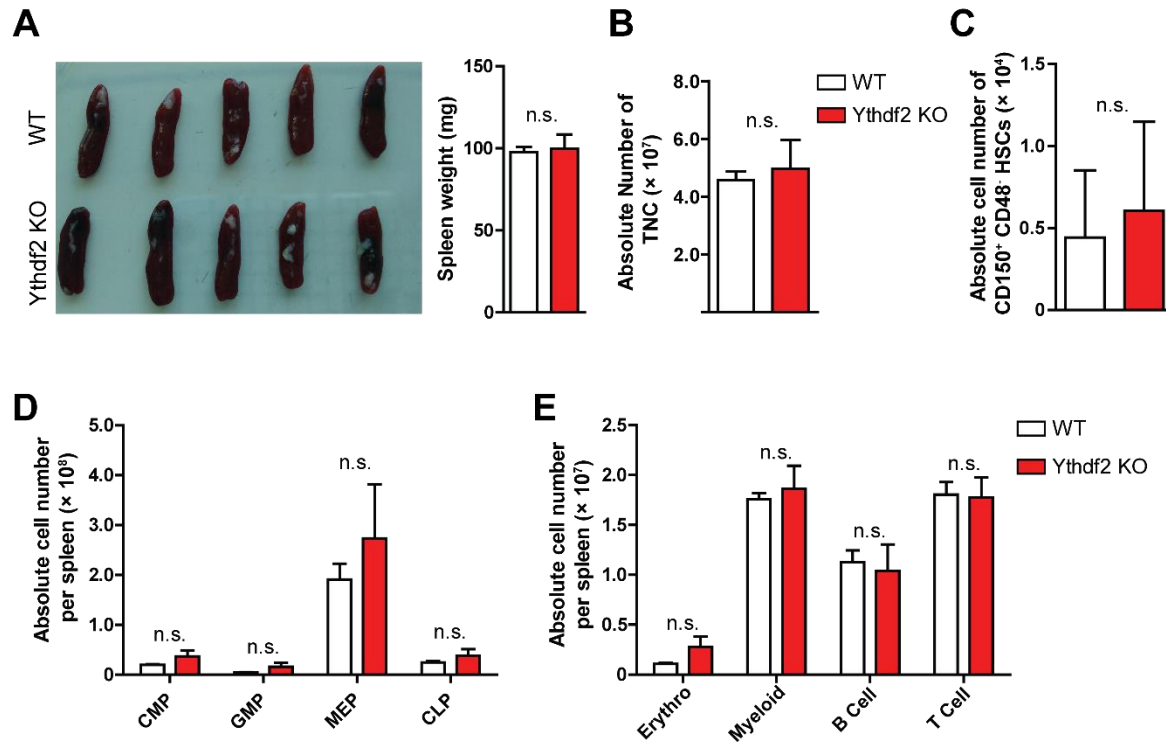 A
WT
Ythdf2 KO
Spleen weight (mg)
150
100
50
0
n.s.
B
Absolute Number of
TNC (× 10⁷)
8.0
6.0
4.0
2.0
n.s.
WT
Ythdf2 KO
C
Absolute cell number of
CD150⁺ CD48⁻ HSCs (× 10⁴)
1.5
1.0
0.5
0
n.s.
D
Absolute cell number
per spleen (× 10⁸)
5.0
4.0
3.0
2.0
1.0
0
n.s.
n.s.
n.s.
n.s.
CMP
GMP
MEP
CLP
E
Absolute cell number
per spleen (× 10⁷)
2.5
2.0
1.5
1.0
0.5
0
n.s.
n.s.
n.s.
n.s.
Erythro
Myeloid
B Cell
T Cell
WT
Ythdf2 KO